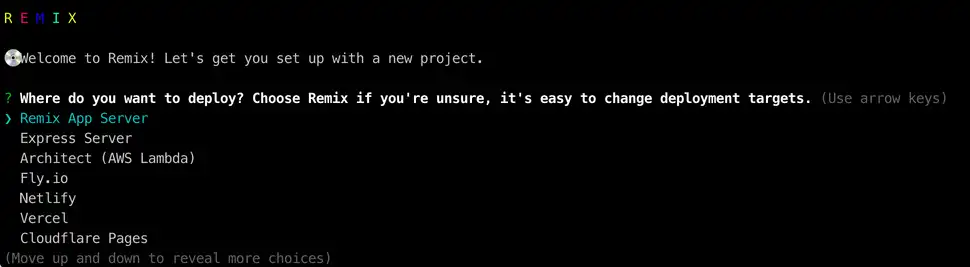 R E M I X
Welcome to Remix! Let's get you set up with a new project.
? Where do you want to deploy? Choose Remix if you're unsure, it's easy to change deployment targets. (Use arrow keys)
❯ Remix App Server
Express Server
Architect (AWS Lambda)
Fly.io
Netlify
Vercel
Cloudflare Pages
(Move up and down to reveal more choices)